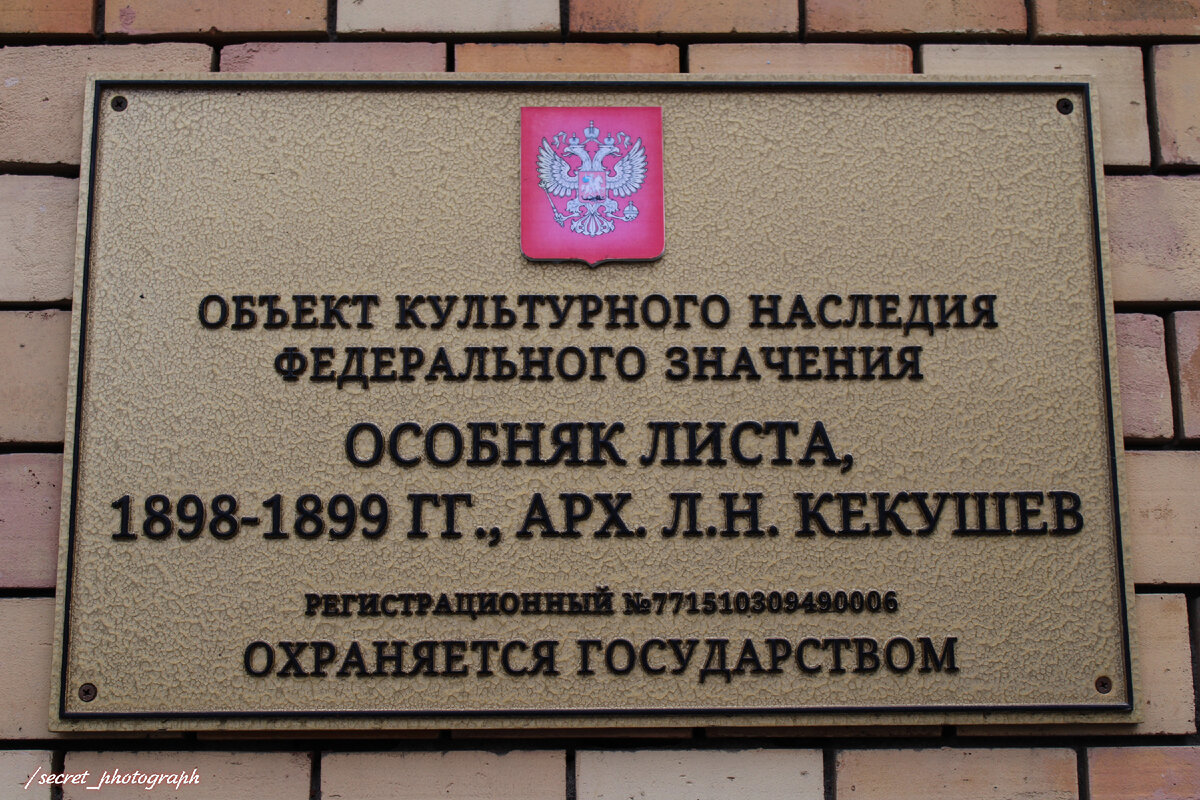 ОБЪЕКТ КУЛЬТУРНОГО НАСЛЕДИЯ
ФЕДЕРАЛЬНОГО ЗНАЧЕНИЯ
ОСОБНЯК ЛИСТА,
1898-1899 ГГ., АРХ. Л.Н. КЕКУШЕВ
РЕГИСТРАЦИОННЫЙ №771510309490006
ОХРАНЯЕТСЯ ГОСУДАРСТВОМ
/secret_photograph